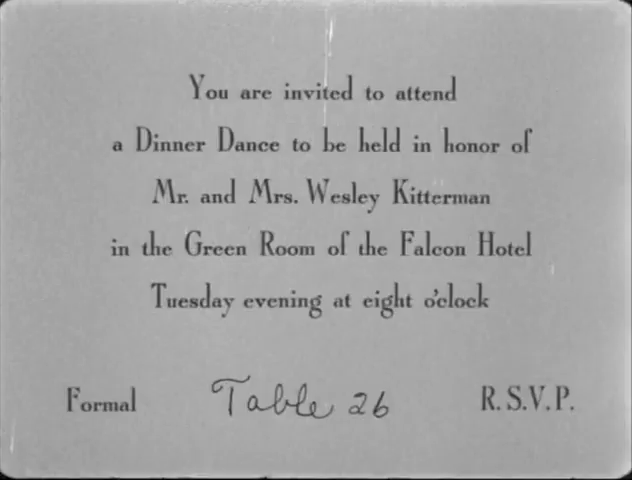 You are invited to attend
a Dinner Dance to be held in honor of
Mr. and Mrs. Wesley Kitterman
in the Green Room of the Falcon Hotel
Tuesday evening at eight o'clock
Formal Table 26 R.S.V.P.